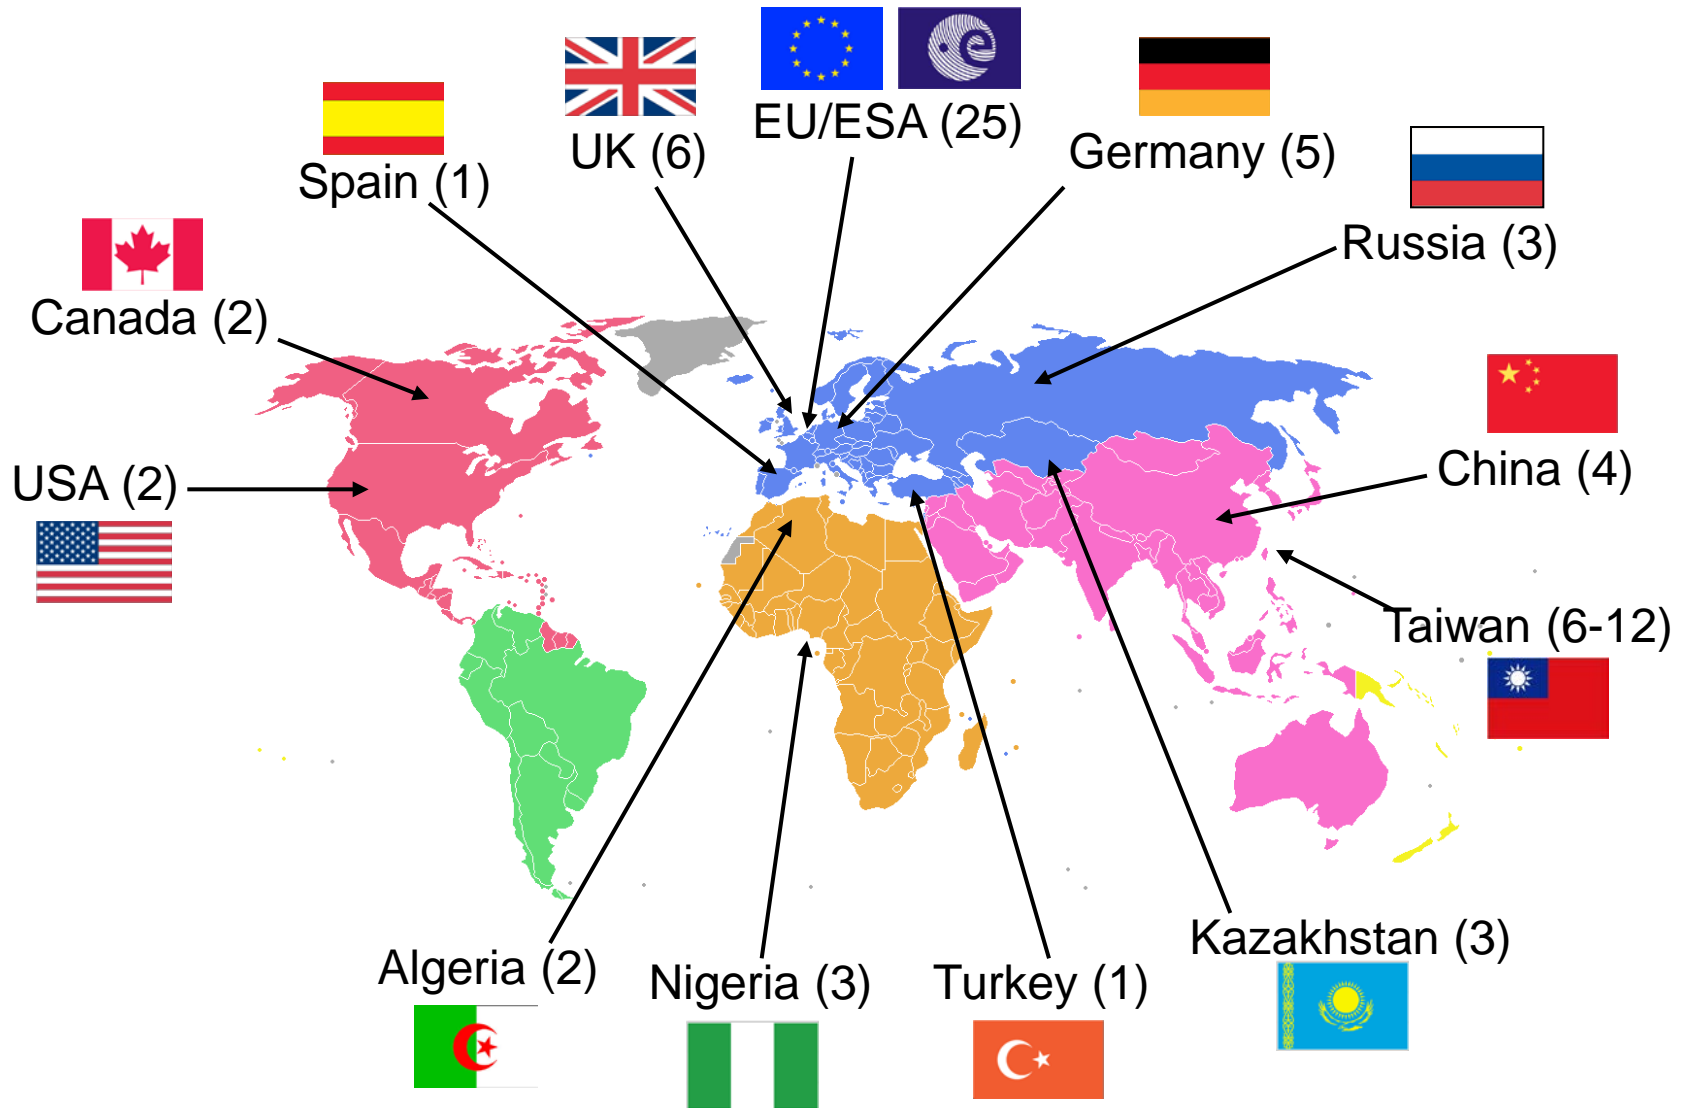 EU/ESA (25)
UK (6)
Germany (5)
Spain (1)
Russia (3)
Canada (2)
China (4)
USA (2)
Taiwan (6-12)
Kazakhstan (3)
Algeria (2)
Nigeria (3)
Turkey (1)